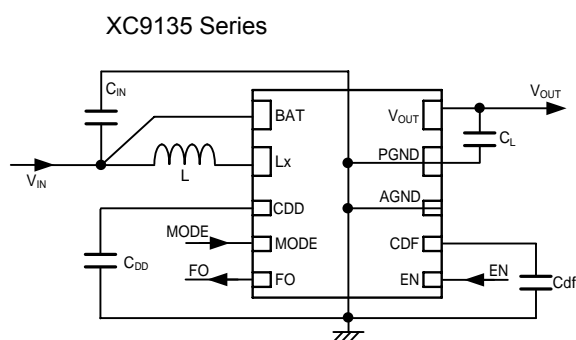 XC9135 Series
CIN
VIN
L
BAT
Lx
CDD
MODE
FO
VOUT
PGND
AGND
CDF
EN
VOUT
CL
CDD
MODE
FO
EN
Cdf